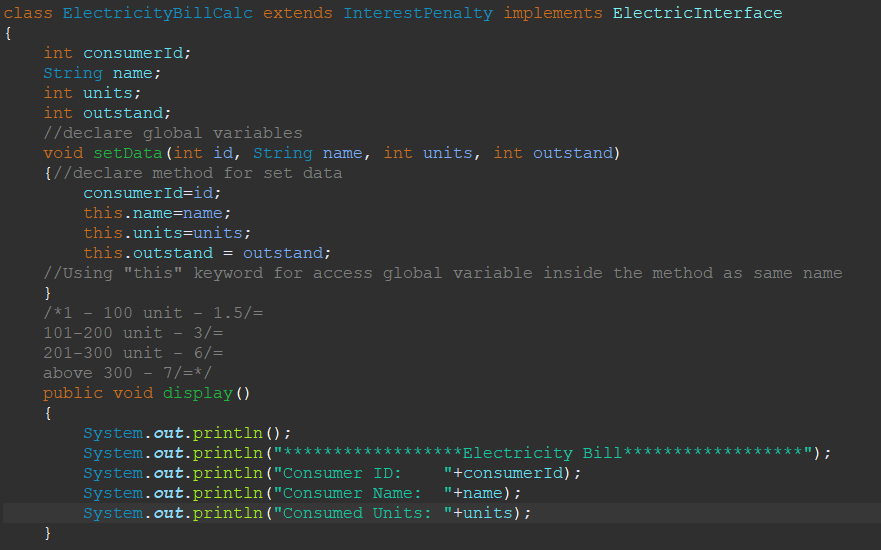 class ElectricityBillCalc extends InterestPenalty implements ElectricInterface
{
    int consumerId;
    String name;
    int units;
    int outstand;
    //declare global variables
    void setData(int id, String name, int units, int outstand)
    {//declare method for set data
        consumerId=id;
        this.name=name;
        this.units=units;
        this.outstand = outstand;
    //Using "this" keyword for access global variable inside the method as same name
    }
    /*1 - 100 unit - 1.5/=
    101-200 unit - 3/=
    201-300 unit - 6/=
    above 300 - 7/=*/
    public void display()
    {
        System.out.println();
        System.out.println("******************Electricity Bill******************");
        System.out.println("Consumer ID:    "+consumerId);
        System.out.println("Consumer Name:  "+name);
        System.out.println("Consumed Units: "+units);
    }